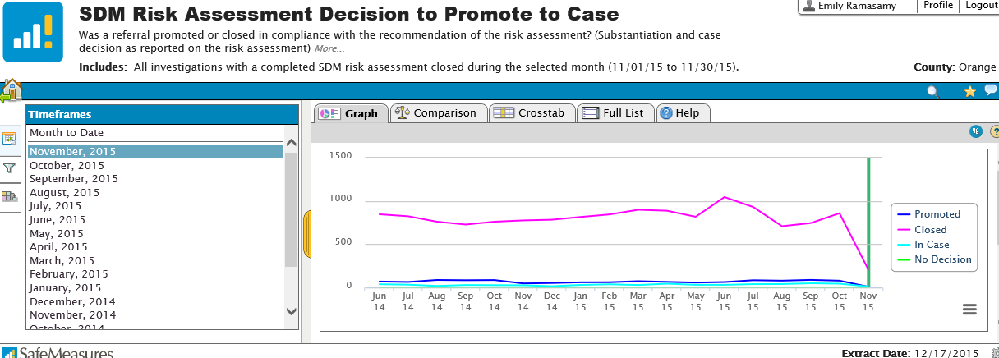 Emily Ramasamy Profile Logout
SDM Risk Assessment Decision to Promote to Case
Was a referral promoted or closed in compliance with the recommendation of the risk assessment? (Substantiation and case
decision as reported on the risk assessment) More...
Includes: All investigations with a completed SDM risk assessment closed during the selected month (11/01/15 to 11/30/15).
County: Orange
Timeframes
Month to Date
November, 2015
October, 2015
September, 2015
August, 2015
July, 2015
June, 2015
May, 2015
April, 2015
March, 2015
February, 2015
January, 2015
December, 2014
November, 2014
October, 2014
Graph Comparison Crosstab Full List Help
%
?
1500
1000
500
0
Jun Jul Aug Sep Oct Nov Dec Jan Feb Mar Apr May Jun Jul Aug Sep Oct Nov
14 14 14 14 14 14 14 15 15 15 15 15 15 15 15 15 15 15
Promoted
Closed
In Case
No Decision
SafeMeasures
Extract Date: 12/17/2015